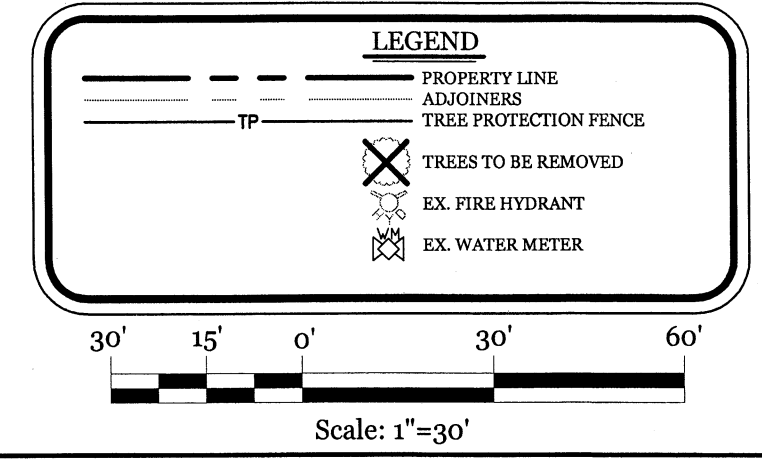 LEGEND
PROPERTY LINE
ADJOINERS
TP TREE PROTECTION FENCE
TREES TO BE REMOVED
EX. FIRE HYDRANT
WM
EX. WATER METER
30' 15' 0' 30' 60'
Scale: 1"=30'